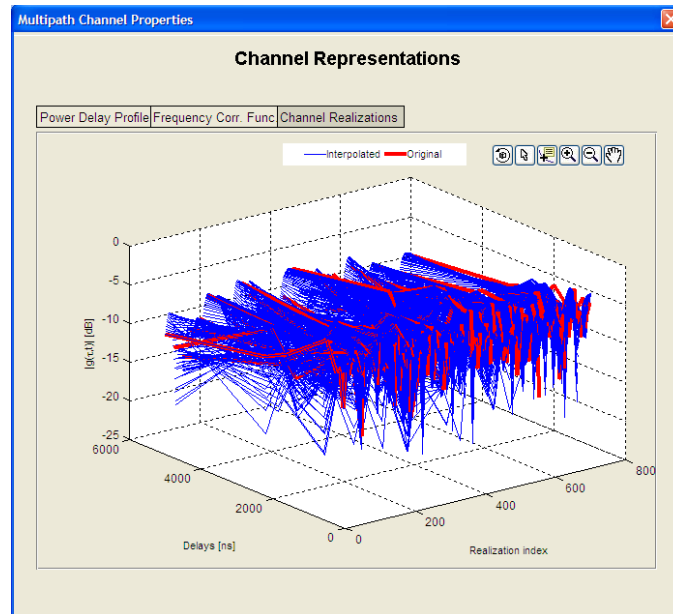 Multipath Channel Properties
Channel Representations
Power Delay Profile Frequency Corr. Func. Channel Realizations
Interpolated Original
0
-5
-10
-15
-20
-25
|g(τ,t)| [dB]
6000
4000
2000
0
Delays [ns]
0
200
400
600
800
Realization index